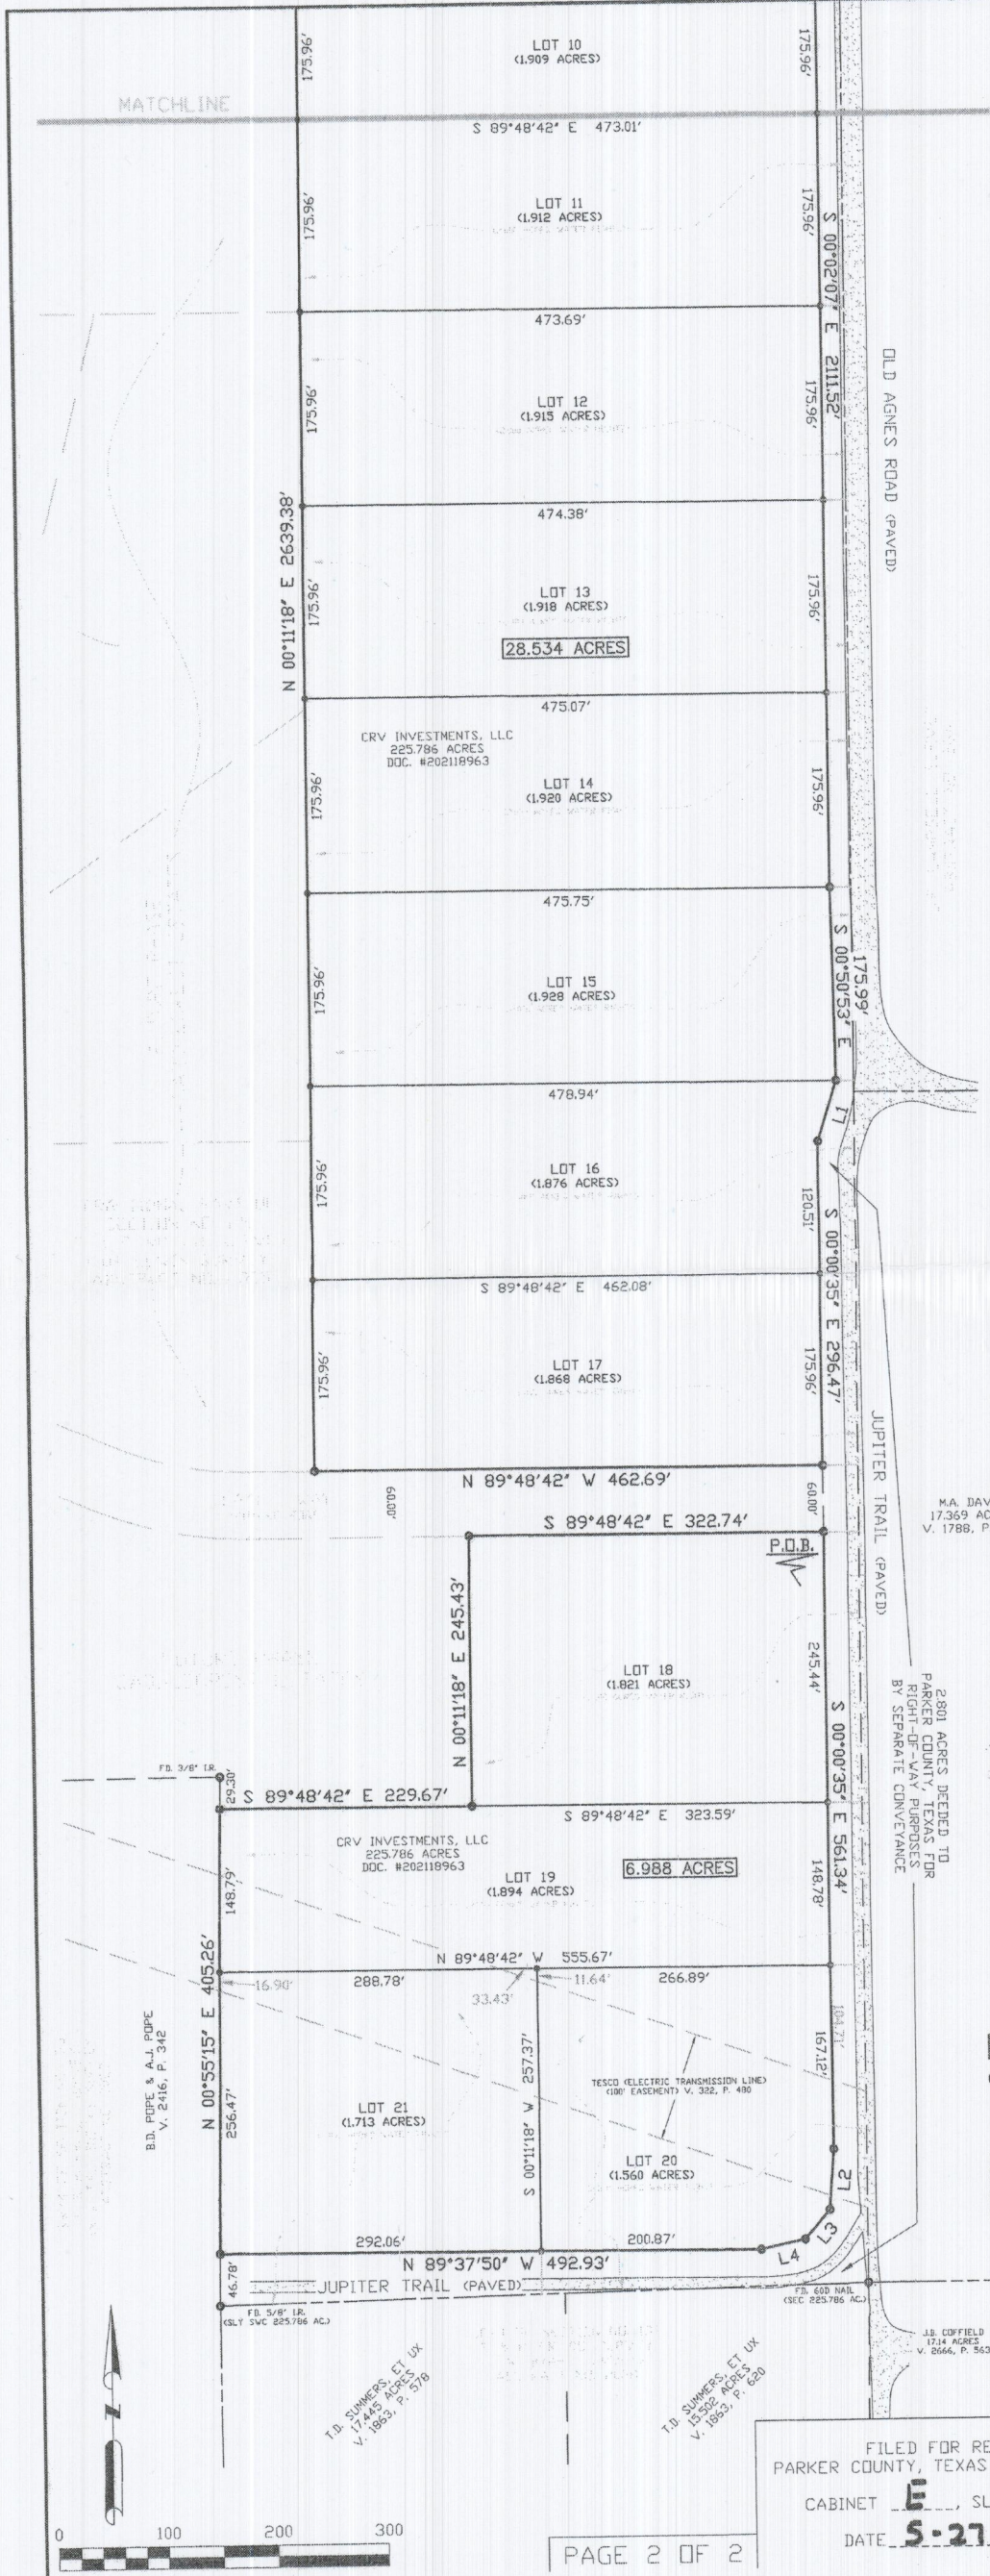 LOT 10
(1.909 ACRES)
175.96'
175.96'
MATCHLINE
S 89°48'42" E 473.01'
LOT 11
(1.912 ACRES)
175.96'
175.96'
S 00°02'07" E 2111.52'
473.69'
OLD AGNES ROAD (PAVED)
LOT 12
(1.915 ACRES)
175.96'
175.96'
474.38'
N 00°11'18" E 2639.38'
LOT 13
(1.918 ACRES)
175.96'
175.96'
28.534 ACRES
475.07'
CRV INVESTMENTS, LLC
225.786 ACRES
DOC. #202118963
LOT 14
(1.920 ACRES)
175.96'
175.96'
475.75'
LOT 15
(1.928 ACRES)
175.96'
S 00°50'53" E
175.99'
478.94'
L1
LOT 16
(1.876 ACRES)
175.96'
120.51'
S 00°00'35" E 296.47'
S 89°48'42" E 462.08'
LOT 17
(1.868 ACRES)
175.96'
175.96'
JUPITER TRAIL (PAVED)
N 89°48'42" W 462.69'
60.00'
60.00'
M.A. DAV
17.369 AC
V. 1788, P
S 89°48'42" E 322.74'
P.O.B.
N 00°11'18" E 245.43'
LOT 18
(1.821 ACRES)
245.44'
S 00°00'35" E 561.34'
2.801 ACRES DEEDED TO
PARKER COUNTY, TEXAS FOR
RIGHT-OF-WAY PURPOSES
BY SEPARATE CONVEYANCE
FD. 3/8" I.R.
29.30'
S 89°48'42" E 229.67'
S 89°48'42" E 323.59'
CRV INVESTMENTS, LLC
225.786 ACRES
DOC. #202118963
6.988 ACRES
LOT 19
(1.894 ACRES)
148.79'
148.78'
N 89°48'42" W 555.67'
16.90'
288.78'
33.43'
11.64'
266.89'
N 00°55'15" E 405.26'
104.71'
167.12'
B.D. POPE & A.J. POPE
V. 2416, P. 342
S 00°11'18" W 257.37'
TESCO (ELECTRIC TRANSMISSION LINE)
(100' EASEMENT) V. 322, P. 480
LOT 21
(1.713 ACRES)
256.47'
LOT 20
(1.560 ACRES)
L2
L3
L4
292.06'
200.87'
N 89°37'50" W 492.93'
46.78'
JUPITER TRAIL (PAVED)
FD. 60D NAIL
(SEC 225.786 AC.)
FD. 5/8" I.R.
(SLY SWC 225.786 AC.)
J.B. COFFIELD
17.14 ACRES
V. 2666, P. 563
T.D. SUMMERS, ET UX
17.445 ACRES
V. 1863, P. 578
T.D. SUMMERS, ET UX
15.502 ACRES
V. 1863, P. 620
N
0 100 200 300
PAGE 2 OF 2
FILED FOR RE
PARKER COUNTY, TEXAS
CABINET E, SL
DATE 5-27